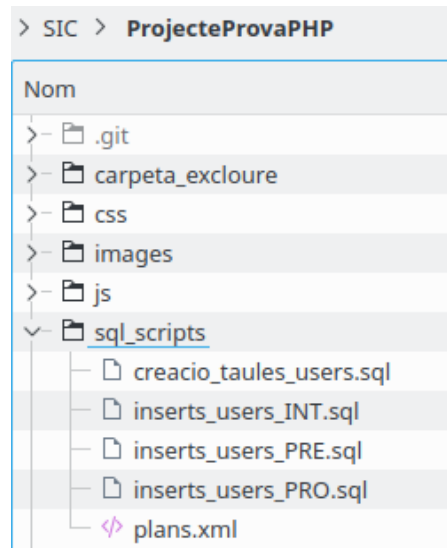 > SIC > ProjecteProvaPHP
Nom
.git
carpeta_excloure
css
images
js
sql_scripts
creacio_taules_users.sql
inserts_users_INT.sql
inserts_users_PRE.sql
inserts_users_PRO.sql
plans.xml